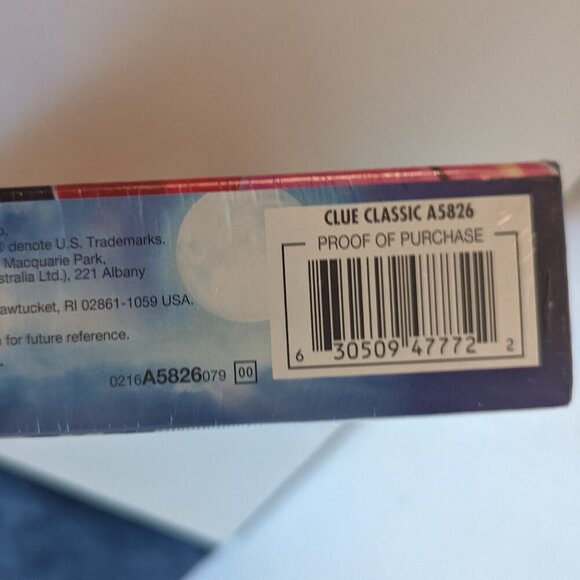 ® denote U.S. Trademarks.
Macquarie Park,
stralia Ltd.), 221 Albany
awtucket, RI 02861-1059 USA.
for future reference.
0216A5826079 00
CLUE CLASSIC A5826
PROOF OF PURCHASE
6 30509 47772 2